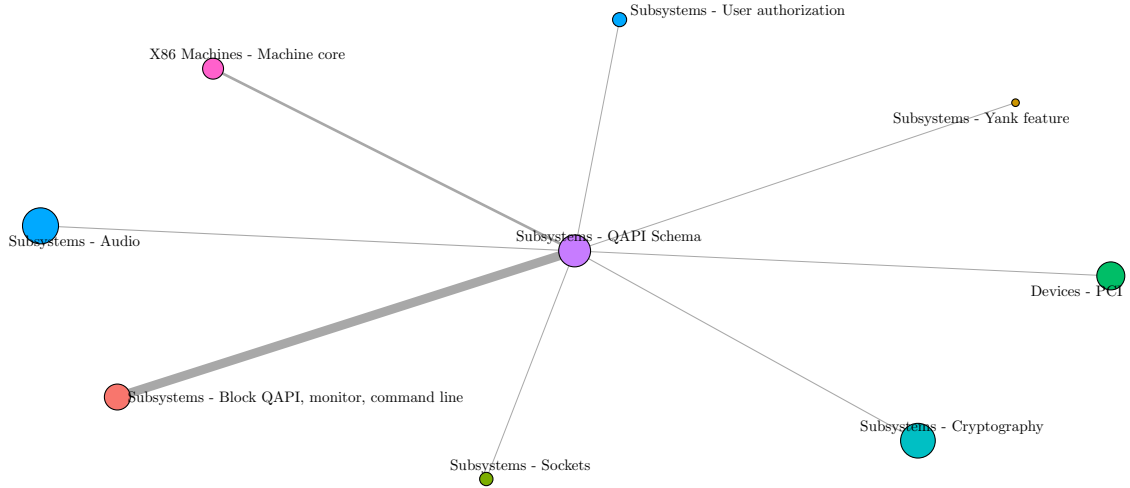 Subsystems - User authorization
X86 Machines - Machine core
Subsystems - Yank feature
Subsystems - QAPI Schema
Subsystems - Audio
Devices - PCI
Subsystems - Block QAPI, monitor, command line
Subsystems - Cryptography
Subsystems - Sockets